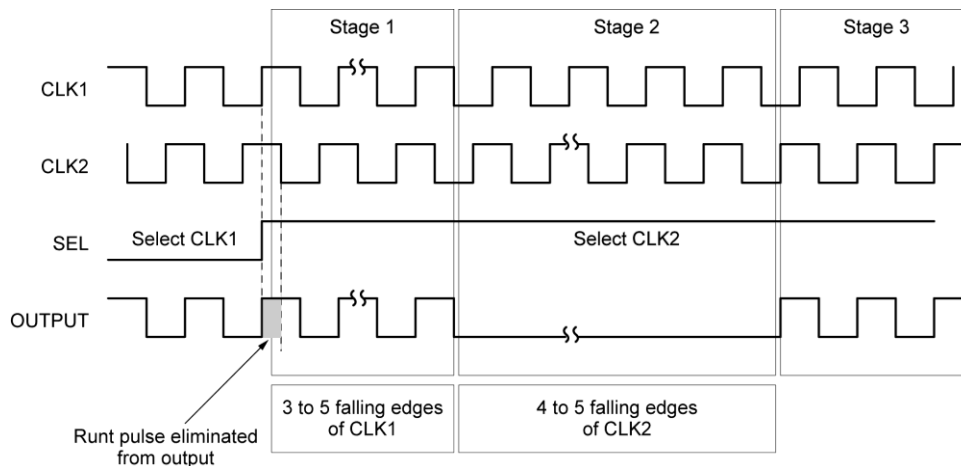 Stage 1
Stage 2
Stage 3
CLK1
CLK2
SEL
Select CLK1
Select CLK2
OUTPUT
3 to 5 falling edges
of CLK1
4 to 5 falling edges
of CLK2
Runt pulse eliminated
from output